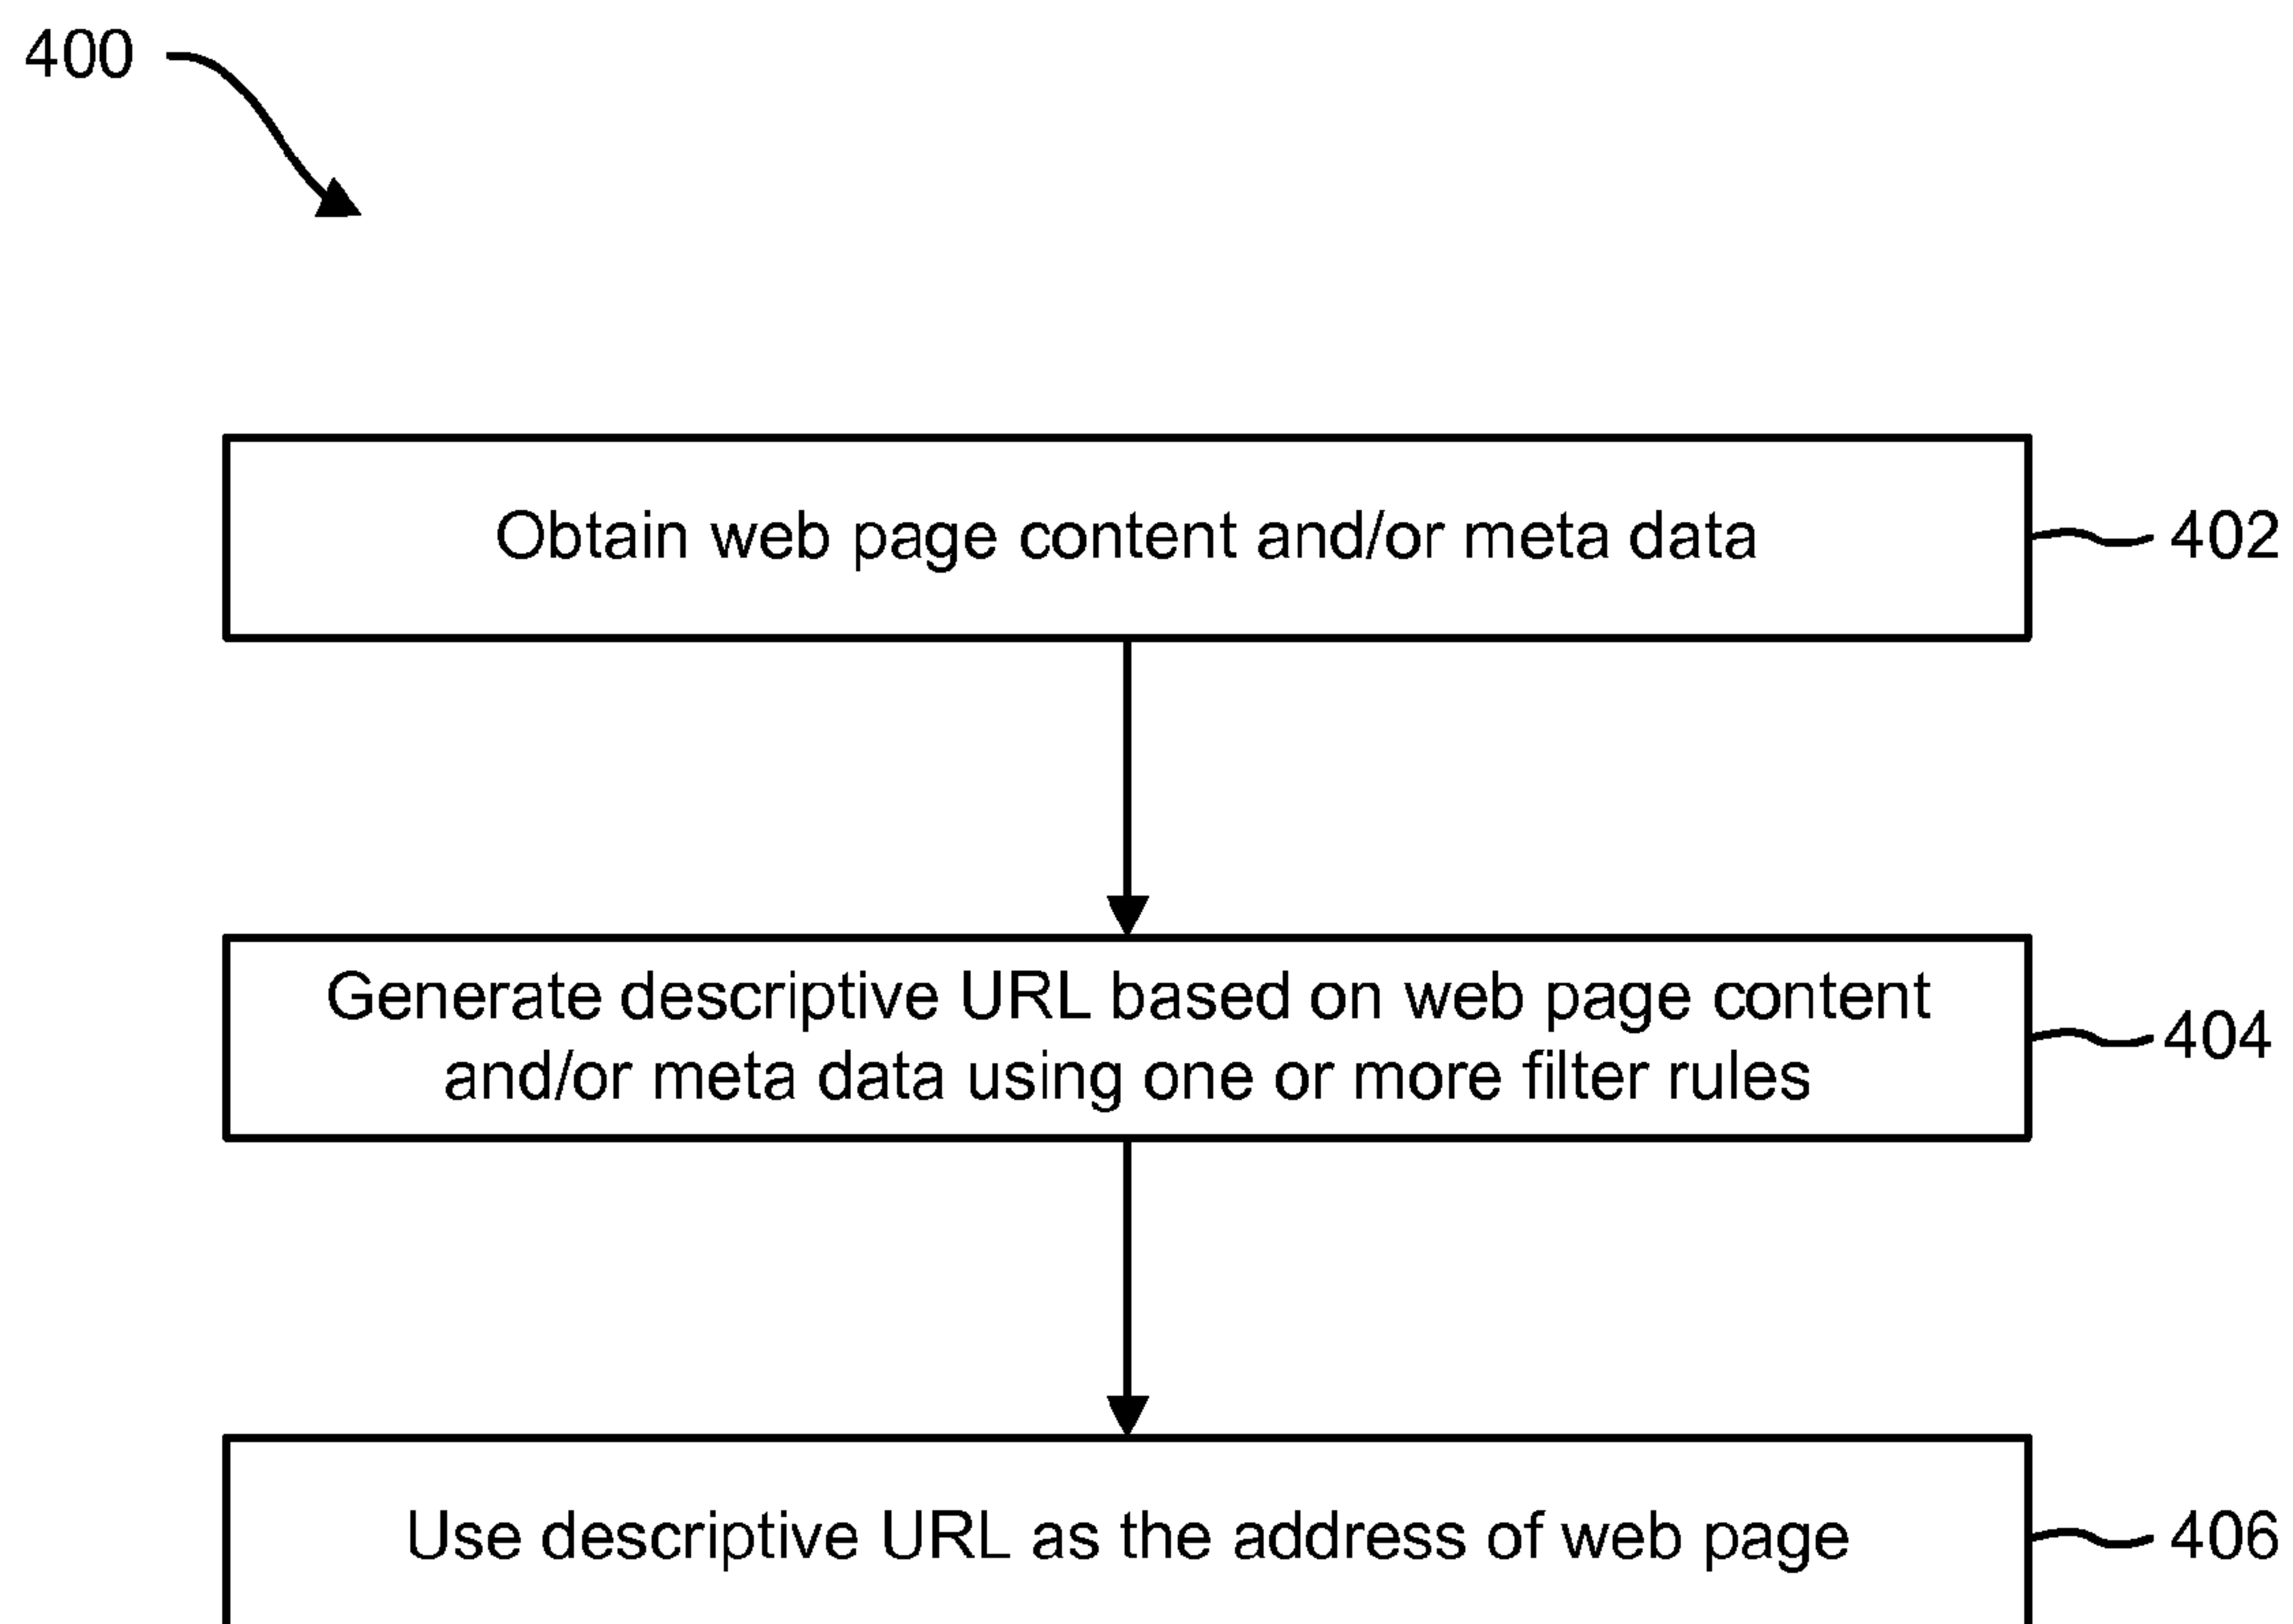 400
Obtain web page content and/or meta data
402
Generate descriptive URL based on web page content
and/or meta data using one or more filter rules
404
Use descriptive URL as the address of web page
406